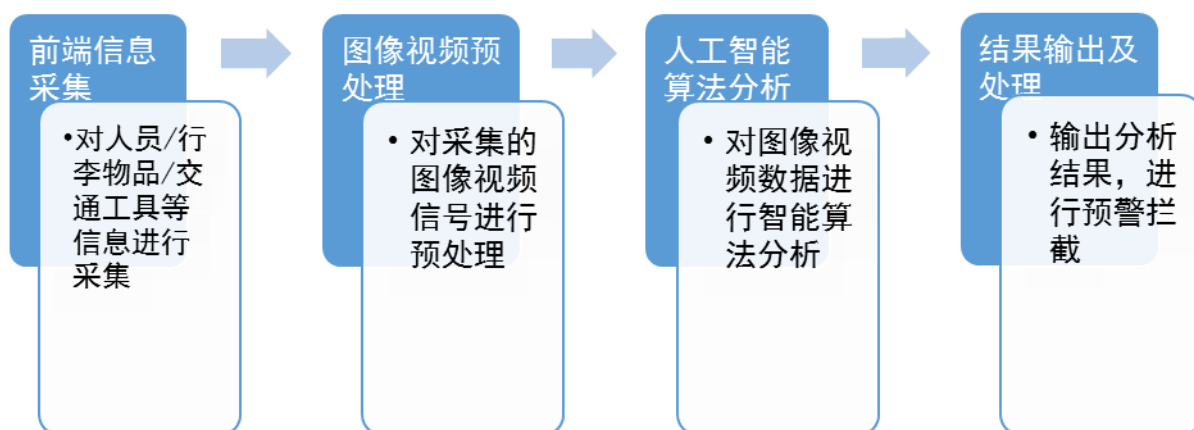 前端信息
采集
•对人员/行
李物品/交
通工具等
信息进行
采集
图像视频预
处理
• 对采集的
图像视频
信号进行
预处理
人工智能
算法分析
• 对图像视
频数据进
行智能算
法分析
结果输出及
处理
• 输出分析
结果，进
行预警拦
截